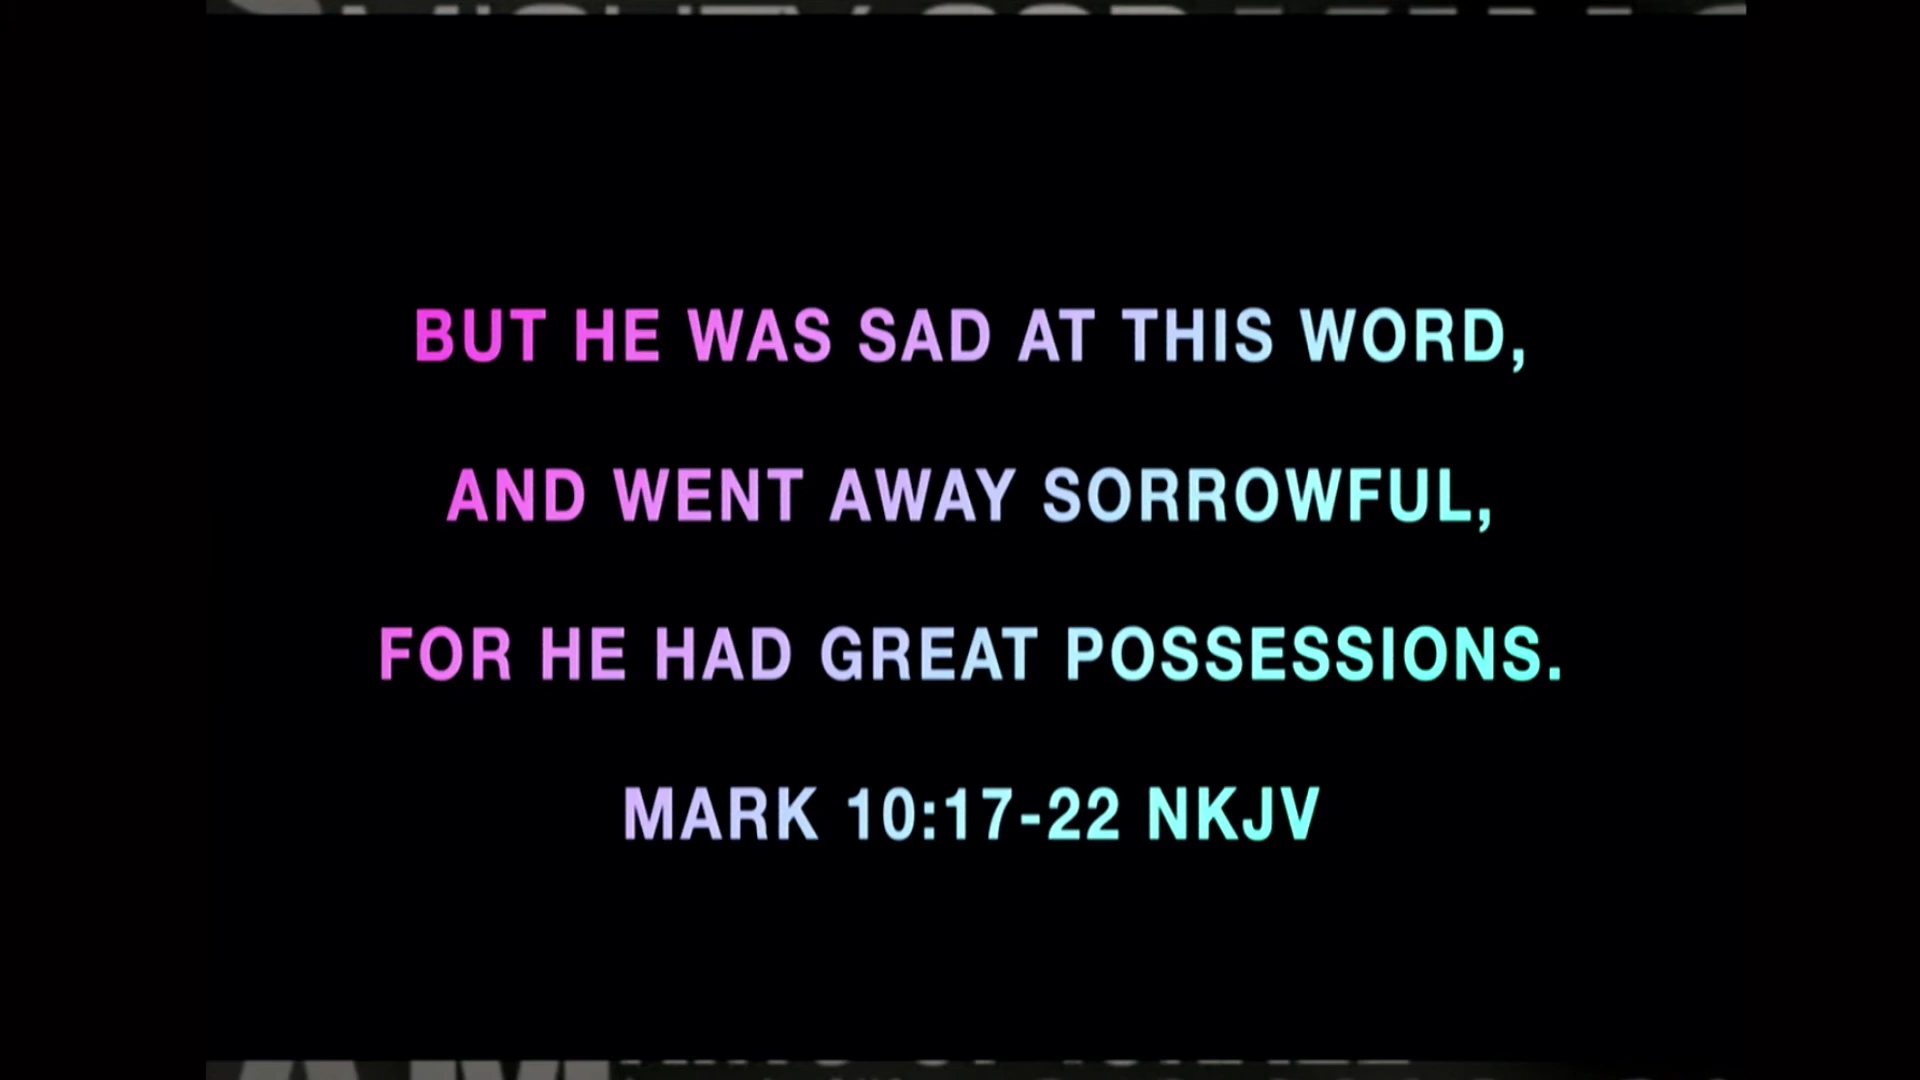 BUT HE WAS SAD AT THIS WORD,
AND WENT AWAY SORROWFUL,
FOR HE HAD GREAT POSSESSIONS.
MARK 10:17-22 NKJV